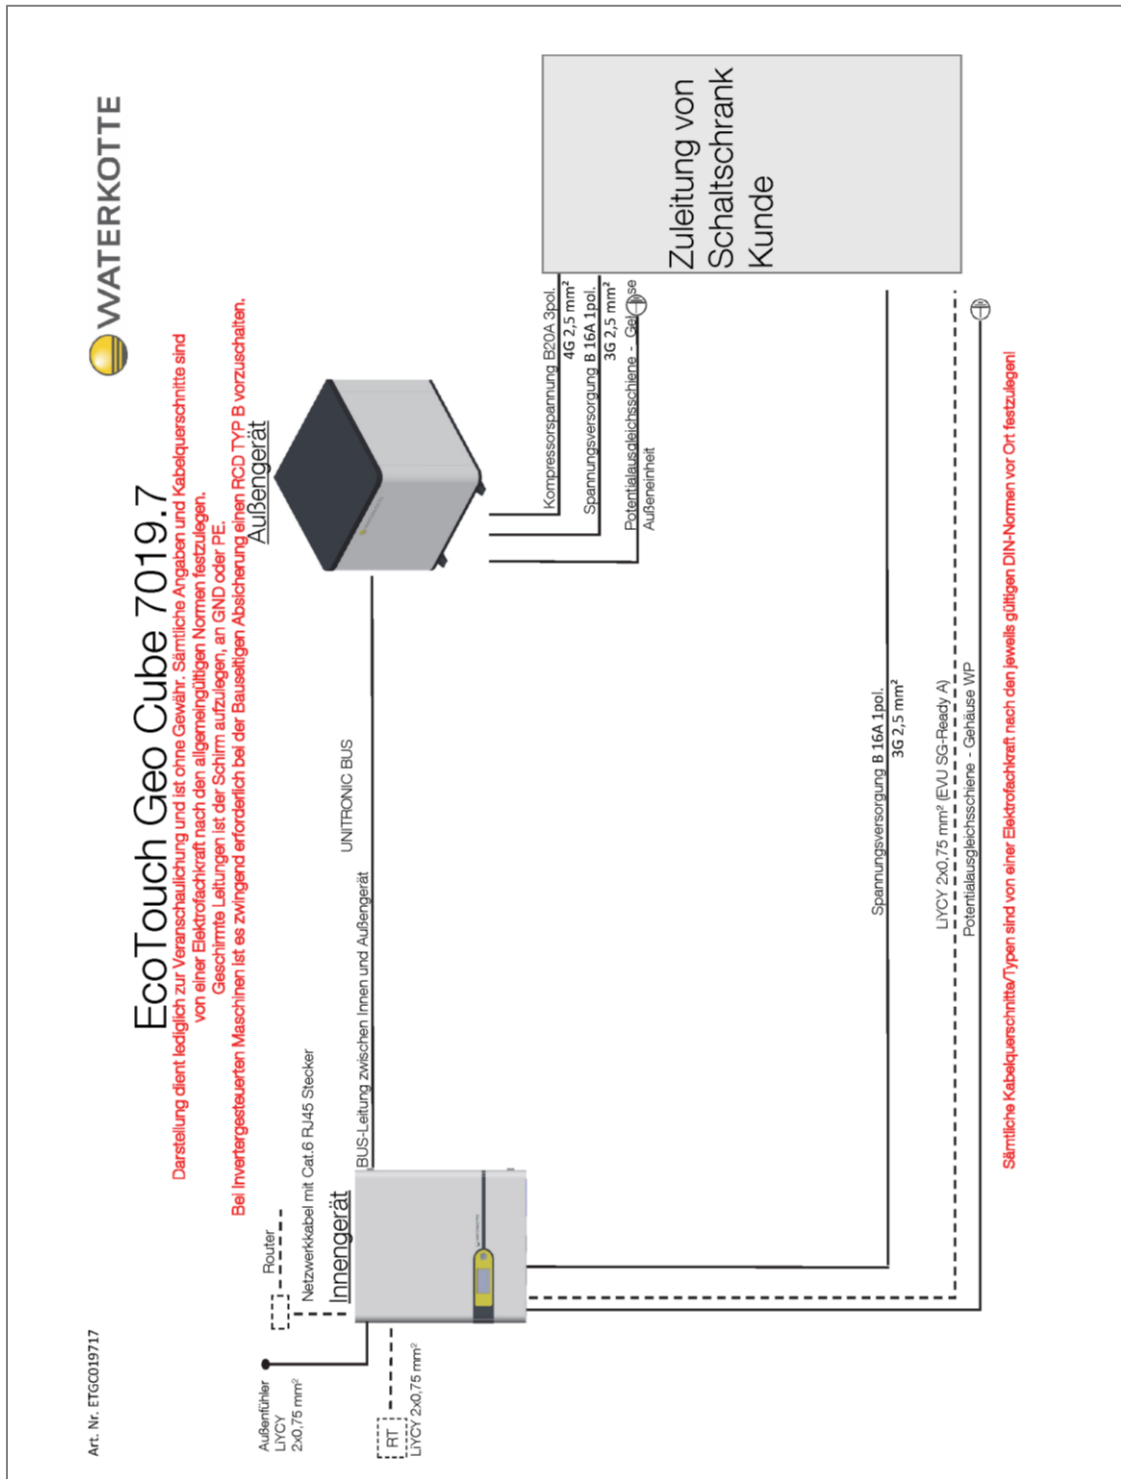 Art. Nr. ETGC019717
WATERKOTTE
EcoTouch Geo Cube 7019.7
Darstellung dient lediglich zur Veranschaulichung und ist ohne Gewähr. Sämtliche Angaben und Kabelquerschnitte sind
von einer Elektrofachkraft nach den allgemeingültigen Normen festzulegen.
Geschirmte Leitungen ist der Schirm aufzulegen, an GND oder PE.
Bei Invertergesteuerten Maschinen ist es zwingend erforderlich bei der Bauseitigen Absicherung einen RCD TYP B vorzuschalten.
Außenfühler
LiYCY
2x0,75 mm²
Router
Netzwerkkabel mit Cat.6 RJ45 Stecker
Innengerät
RT
LiYCY 2x0,75 mm²
BUS-Leitung zwischen Innen und Außengerät
UNITRONIC BUS
Außengerät
Kompressorspannung B20A 3pol.
4G 2,5 mm²
Spannungsversorgung B 16A 1pol.
3G 2,5 mm²
Potentialausgleichsschiene -
Außeneinheit
Zuleitung von
Schaltschrank
Kunde
Spannungsversorgung B 16A 1pol.
3G 2,5 mm²
LiYCY 2x0,75 mm² (EVU SG-Ready A)
Potentialausgleichsschiene - Gehäuse WP
Sämtliche Kabelquerschnitte/Typen sind von einer Elektrofachkraft nach den jeweils gültigen DIN-Normen vor Ort festzulegen!